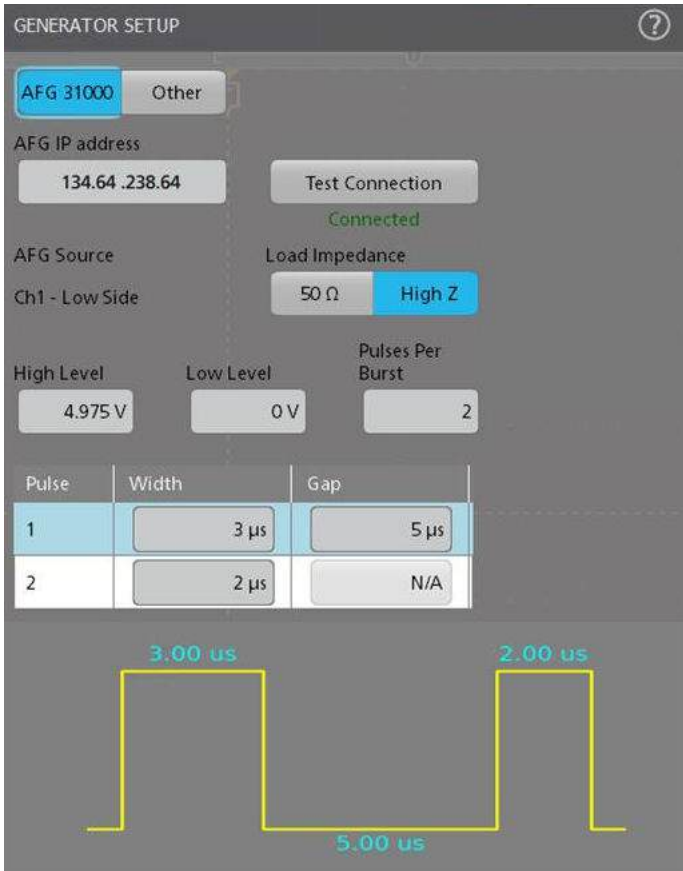 GENERATOR SETUP ?
AFG 31000 Other
AFG IP address
134.64 .238.64 Test Connection
Connected
AFG Source Load Impedance
Ch1 - Low Side 50 Ω High Z
High Level Low Level Pulses Per Burst
4.975 V 0 V 2
Pulse Width Gap
1 3 µs 5 µs
2 2 µs N/A
3.00 us 2.00 us
5.00 us